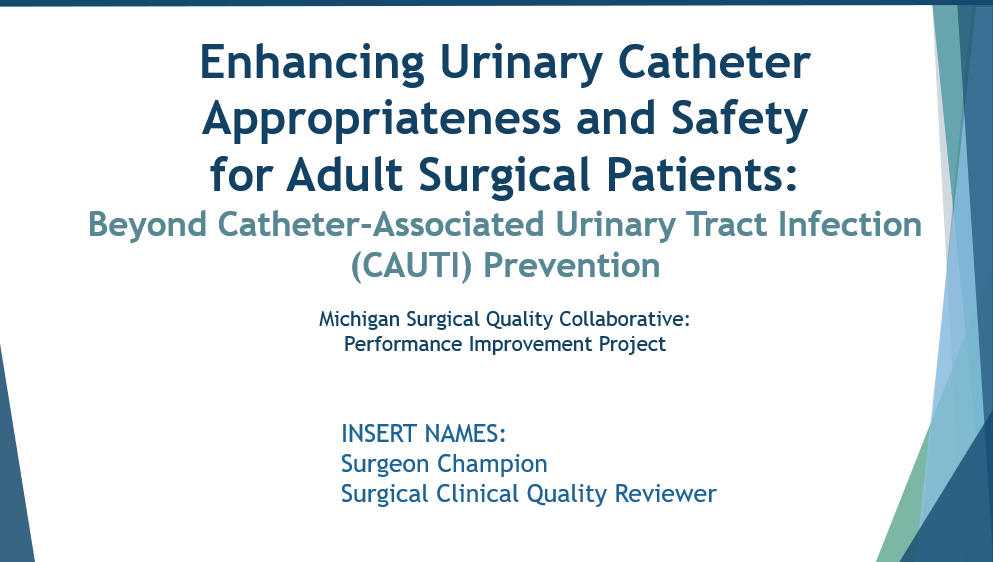 Enhancing Urinary Catheter
Appropriateness and Safety
for Adult Surgical Patients:
Beyond Catheter-Associated Urinary Tract Infection
(CAUTI) Prevention
Michigan Surgical Quality Collaborative:
Performance Improvement Project
INSERT NAMES:
Surgeon Champion
Surgical Clinical Quality Reviewer